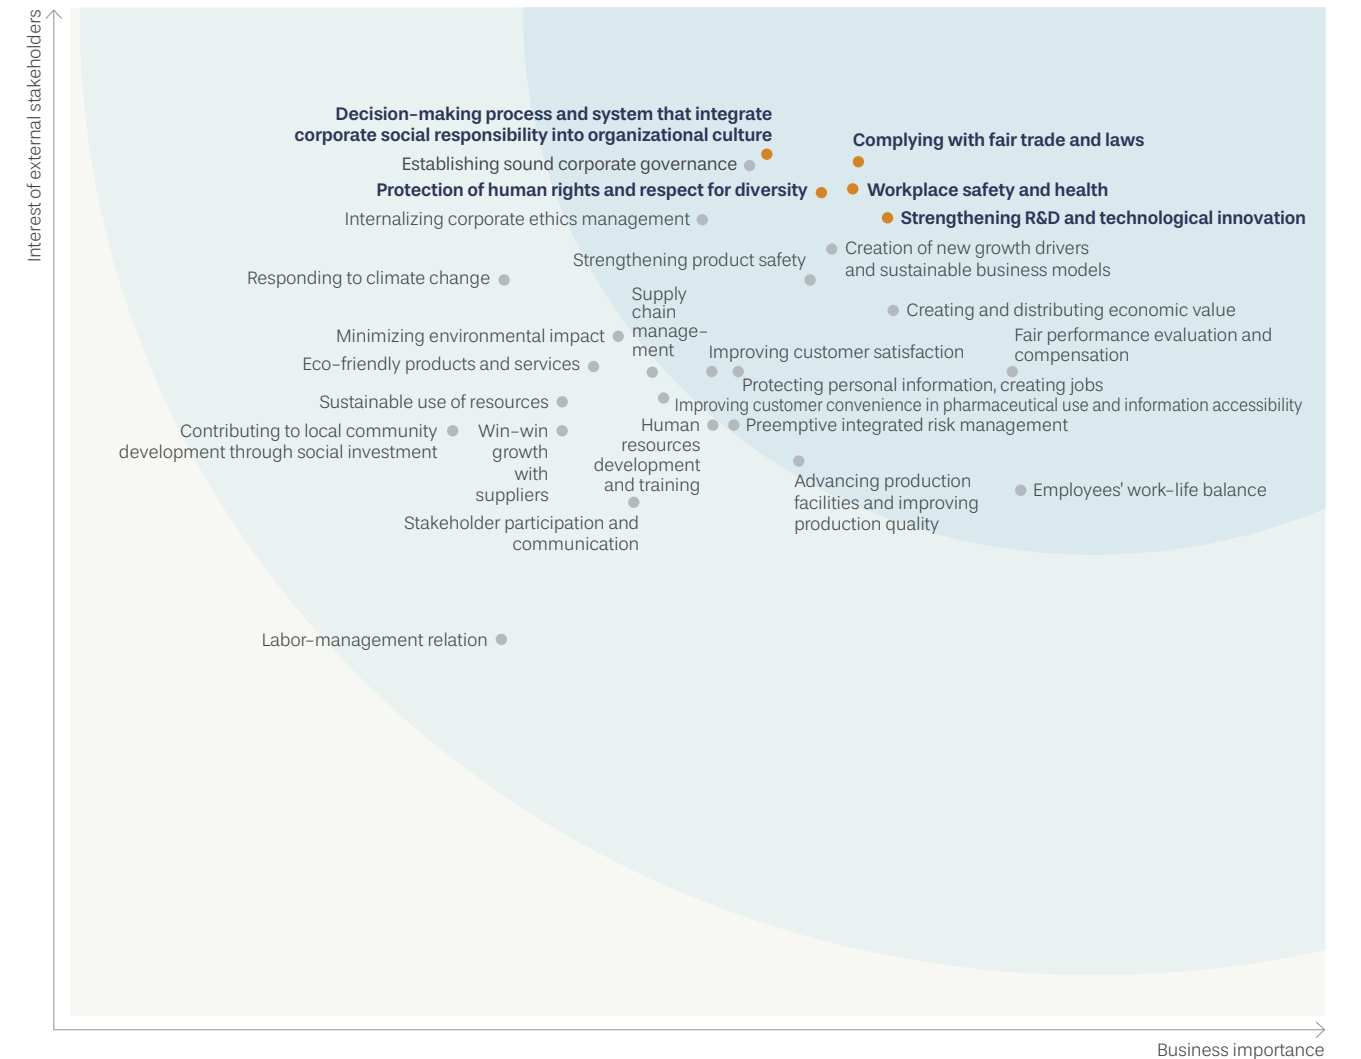 Interest of external stakeholders
Decision-making process and system that integrate
corporate social responsibility into organizational culture
Complying with fair trade and laws
Establishing sound corporate governance
Protection of human rights and respect for diversity
Workplace safety and health
Internalizing corporate ethics management
Strengthening R&D and technological innovation
Creation of new growth drivers
and sustainable business models
Strengthening product safety
Responding to climate change
Supply
chain
manage-
ment
Creating and distributing economic value
Minimizing environmental impact
Fair performance evaluation and
compensation
Improving customer satisfaction
Eco-friendly products and services
Protecting personal information, creating jobs
Sustainable use of resources
Improving customer convenience in pharmaceutical use and information accessibility
Contributing to local community
development through social investment
Win-win
growth
with
suppliers
Human
resources
development
and training
Preemptive integrated risk management
Advancing production
facilities and improving
production quality
Employees' work-life balance
Stakeholder participation and
communication
Labor-management relation
Business importance